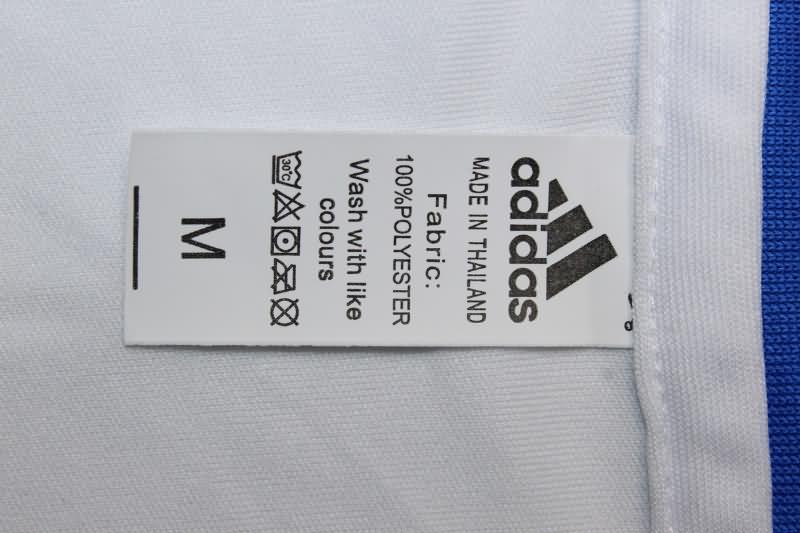 adidas
MADE IN THAILAND
Fabric:
100%POLYESTER
Wash with like
colours
30°C
M